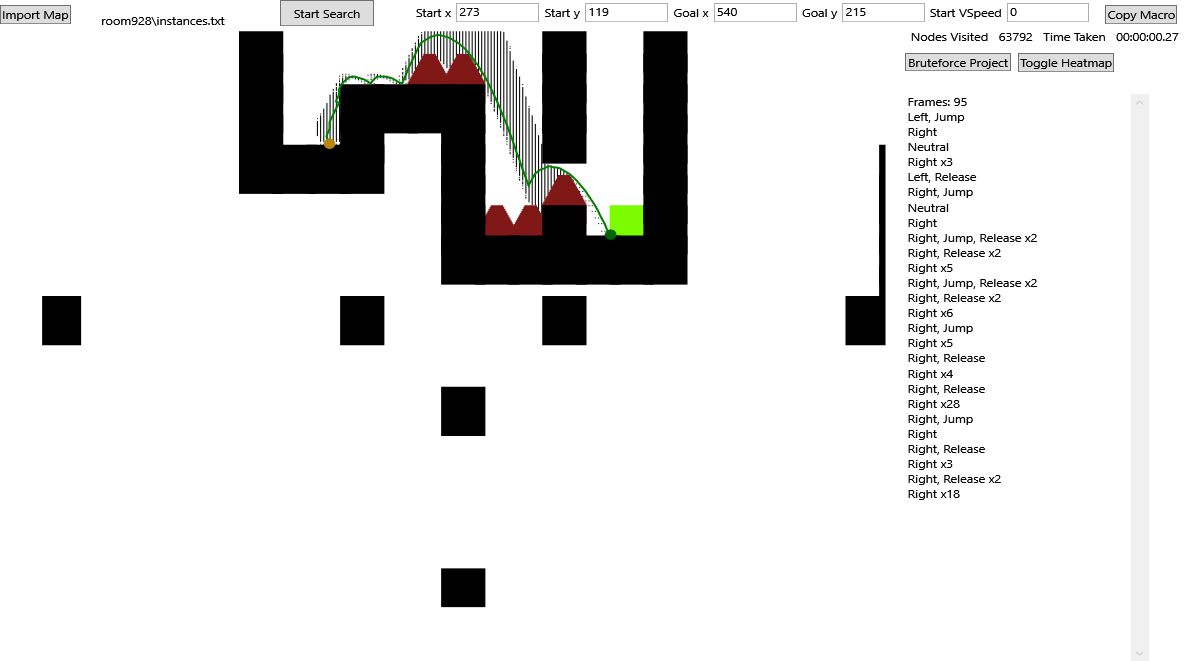 Import Map
room928\instances.txt
Start Search
Start x 273 Start y 119 Goal x 540 Goal y 215 Start VSpeed 0
Copy Macro
Nodes Visited 63792 Time Taken 00:00:00.27
Bruteforce Project Toggle Heatmap
Frames: 95
Left, Jump
Right
Neutral
Right x3
Left, Release
Right, Jump
Neutral
Right
Right, Jump, Release x2
Right, Release x2
Right x5
Right, Jump, Release x2
Right, Release x2
Right x6
Right, Jump
Right x5
Right, Release
Right x4
Right, Release
Right x28
Right, Jump
Right
Right, Release
Right x3
Right, Release x2
Right x18